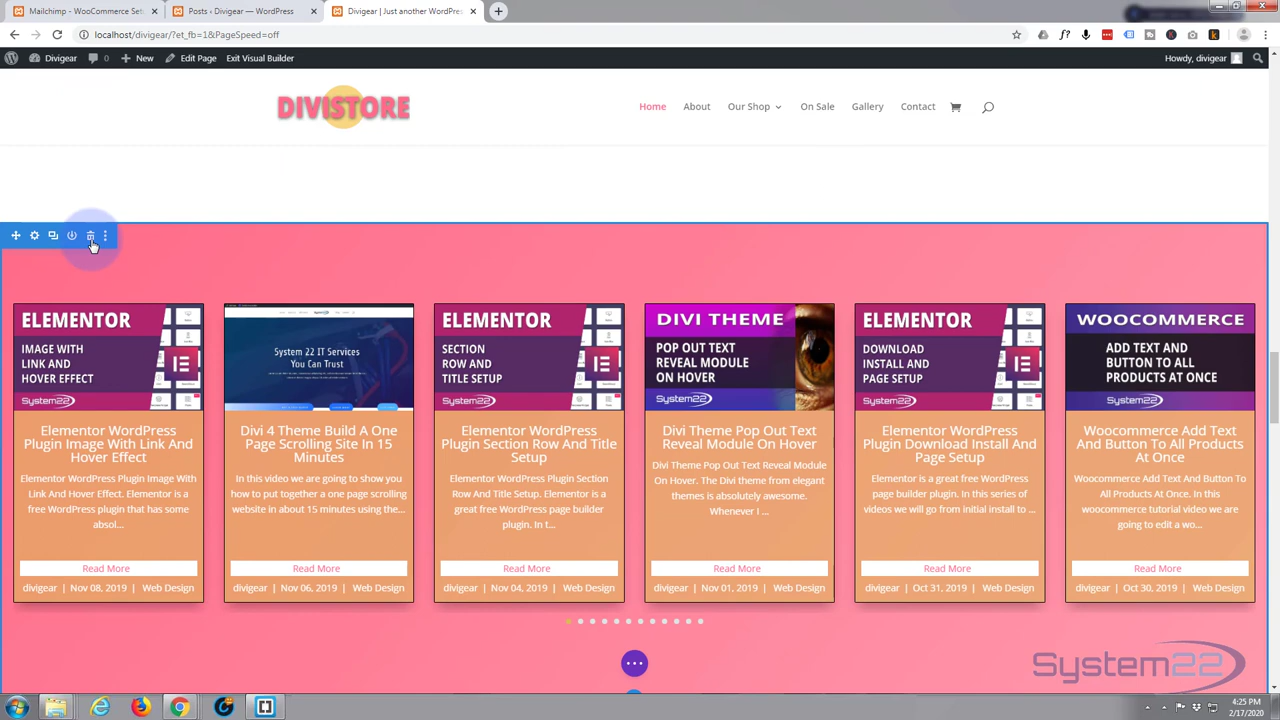 Mailchimp - WooCommerce Set
Posts ‹ Divigear — WordPress
Divigear | Just another WordPres
localhost/divigear/?et_fb=1&PageSpeed=off
Divigear
0
New
Edit Page
Exit Visual Builder
Howdy, divigear
DIVISTORE
Home
About
Our Shop
On Sale
Gallery
Contact
ELEMENTOR
IMAGE WITH
LINK AND
HOVER EFFECT
System22
Elementor WordPress
Plugin Image With Link And
Hover Effect
Elementor WordPress Plugin Image With
Link And Hover Effect. Elementor is a
free WordPress plugin that has some
absol...
Read More
divigear | Nov 08, 2019 | Web Design
System 22 IT Services
You Can Trust
Divi 4 Theme Build A One
Page Scrolling Site In 15
Minutes
In this video we are going to show you
how to put together a one page scrolling
website in about 15 minutes using the...
Read More
divigear | Nov 06, 2019 | Web Design
ELEMENTOR
SECTION
ROW AND
TITLE SETUP
System22
Elementor WordPress
Plugin Section Row And Title
Setup
Elementor WordPress Plugin Section
Row And Title Setup. Elementor is a
great free WordPress page builder
plugin. In t...
Read More
divigear | Nov 04, 2019 | Web Design
DIVI THEME
POP OUT TEXT
REVEAL MODULE
ON HOVER
System22
Divi Theme Pop Out Text
Reveal Module On Hover
Divi Theme Pop Out Text Reveal Module
On Hover. The Divi theme from elegant
themes is absolutely awesome.
Whenever I ...
Read More
divigear | Nov 01, 2019 | Web Design
ELEMENTOR
DOWNLOAD
INSTALL AND
PAGE SETUP
System22
Elementor WordPress
Plugin Download Install And
Page Setup
Elementor is a great free WordPress
page builder plugin. In this series of
videos we will go from initial install to ...
Read More
divigear | Oct 31, 2019 | Web Design
WOOCOMMERCE
ADD TEXT AND
BUTTON TO ALL
PRODUCTS AT ONCE
System22
Woocommerce Add Text
And Button To All Products
At Once
Woocommerce Add Text And Button To
All Products At Once. In this
woocommerce tutorial video we are
going to edit a wo...
Read More
divigear | Oct 30, 2019 | Web Design
System22
4:25 PM
2/17/2020